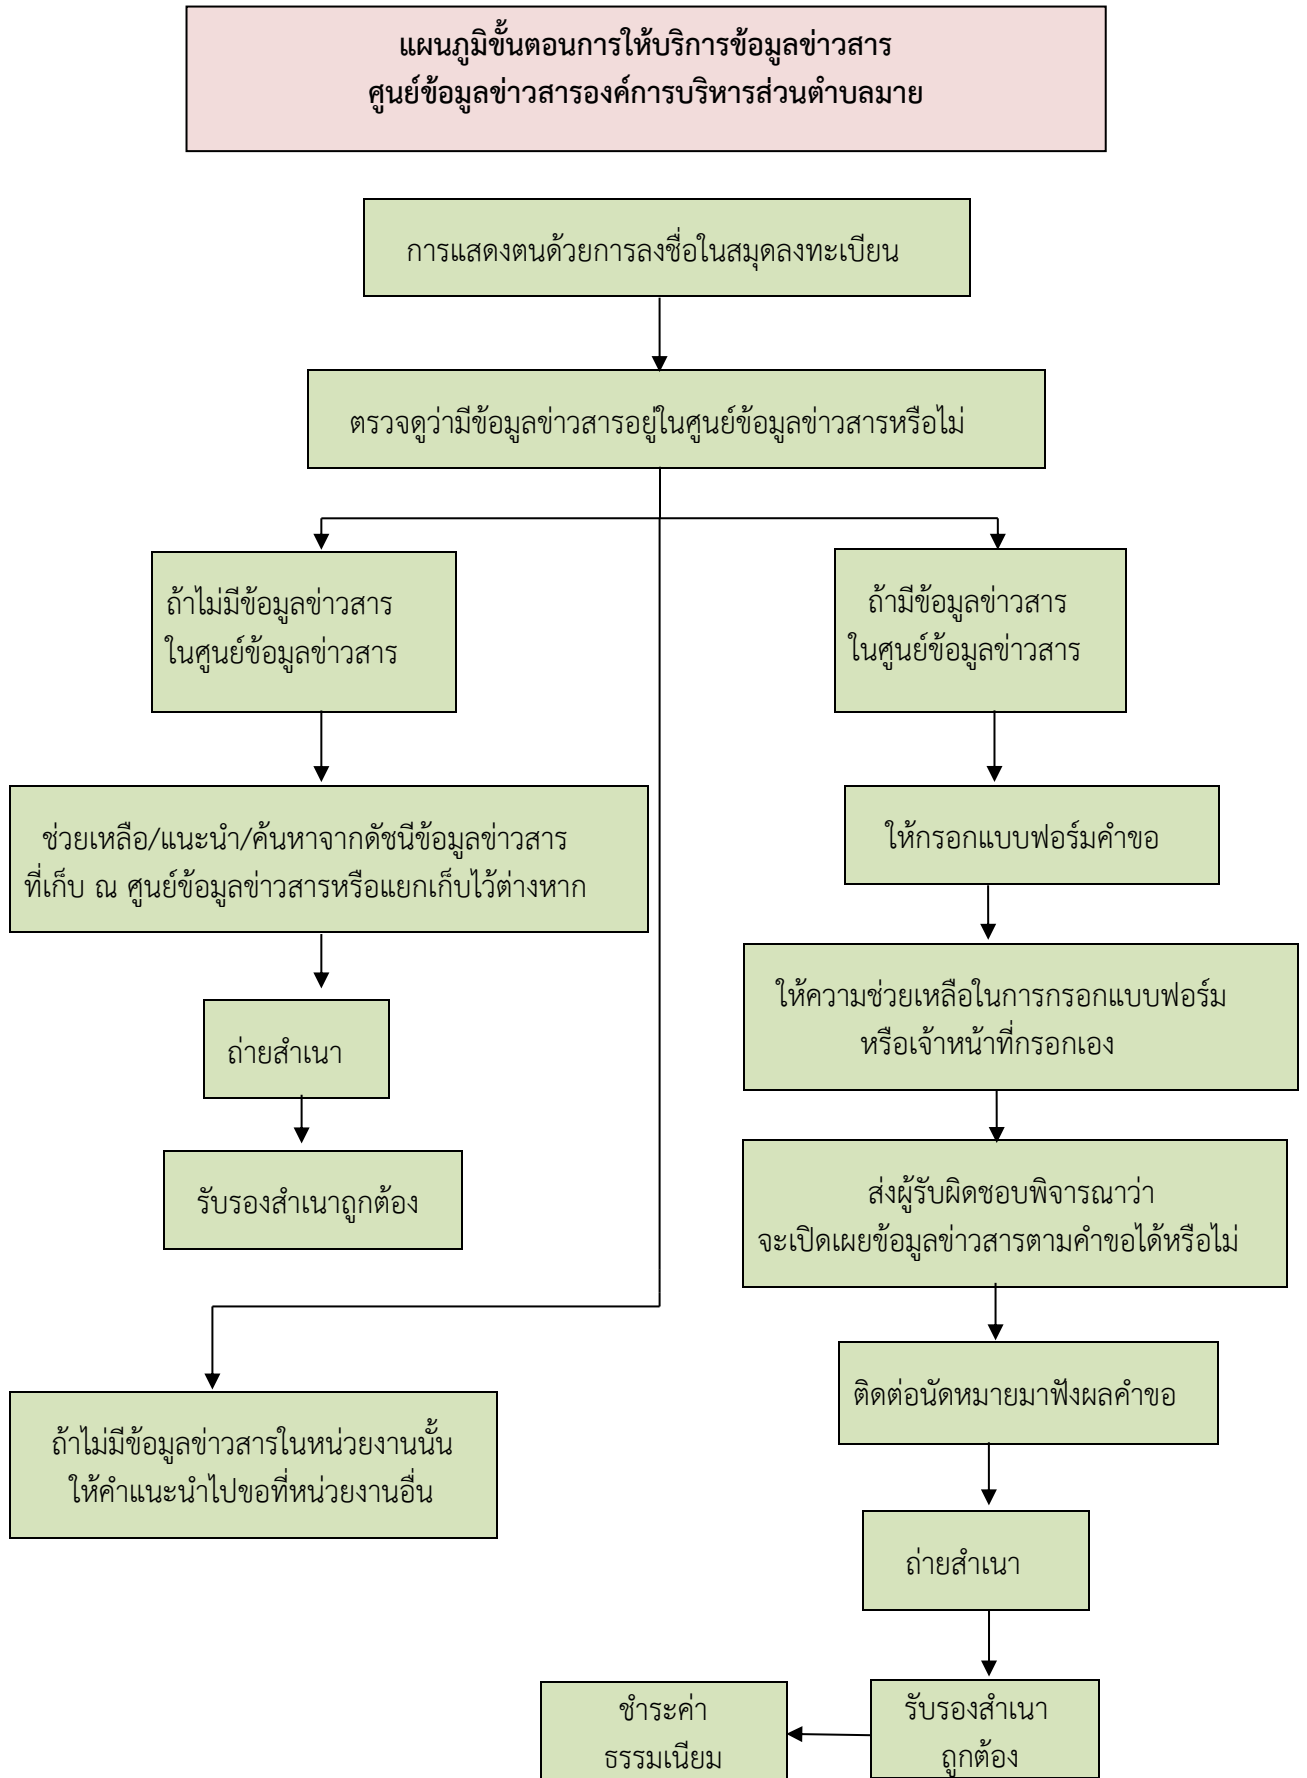 แผนภูมิขั้นตอนการให้บริการข้อมูลข่าวสาร
ศูนย์ข้อมูลข่าวสารองค์การบริหารส่วนตำบลมาย
การแสดงตนด้วยการลงชื่อในสมุดลงทะเบียน
ตรวจดูว่ามีข้อมูลข่าวสารอยู่ในศูนย์ข้อมูลข่าวสารหรือไม่
ถ้าไม่มีข้อมูลข่าวสาร
ในศูนย์ข้อมูลข่าวสาร
ช่วยเหลือ/แนะนำ/ค้นหาจากดัชนีข้อมูลข่าวสาร
ที่เก็บ ณ ศูนย์ข้อมูลข่าวสารหรือแยกเก็บไว้ต่างหาก
ถ่ายสำเนา
รับรองสำเนาถูกต้อง
ถ้าไม่มีข้อมูลข่าวสารในหน่วยงานนั้น
ให้คำแนะนำไปขอที่หน่วยงานอื่น
ถ้ามีข้อมูลข่าวสาร
ในศูนย์ข้อมูลข่าวสาร
ให้กรอกแบบฟอร์มคำขอ
ให้ความช่วยเหลือในการกรอกแบบฟอร์ม
หรือเจ้าหน้าที่กรอกเอง
ส่งผู้รับผิดชอบพิจารณาว่า
จะเปิดเผยข้อมูลข่าวสารตามคำขอได้หรือไม่
ติดต่อนัดหมายมาฟังผลคำขอ
ถ่ายสำเนา
รับรองสำเนา
ถูกต้อง
ชำระค่า
ธรรมเนียม